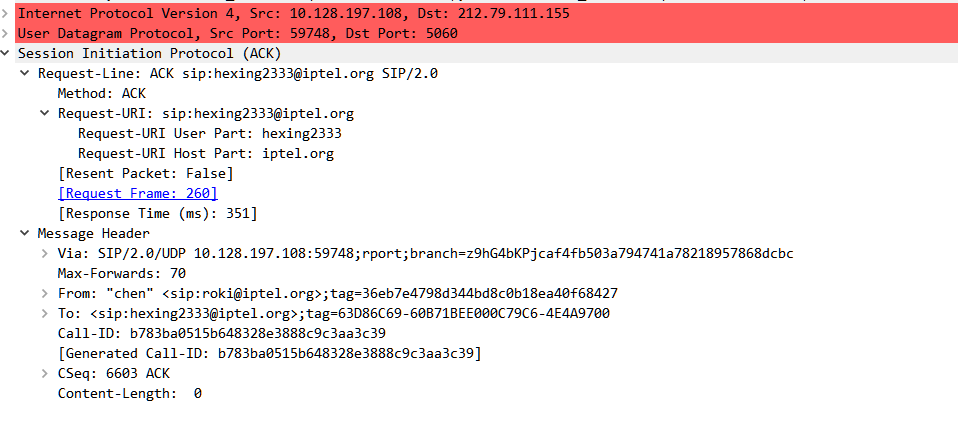 Internet Protocol Version 4, Src: 10.128.197.108, Dst: 212.79.111.155
User Datagram Protocol, Src Port: 59748, Dst Port: 5060
Session Initiation Protocol (ACK)
Request-Line: ACK sip:hexing2333@iptel.org SIP/2.0
Method: ACK
Request-URI: sip:hexing2333@iptel.org
Request-URI User Part: hexing2333
Request-URI Host Part: iptel.org
[Resent Packet: False]
[Request Frame: 260]
[Response Time (ms): 351]
Message Header
Via: SIP/2.0/UDP 10.128.197.108:59748;rport;branch=z9hG4bKPjcaf4fb503a794741a78218957868dcbc
Max-Forwards: 70
From: "chen" <sip:roki@iptel.org>;tag=36eb7e4798d344bd8c0b18ea40f68427
To: <sip:hexing2333@iptel.org>;tag=63D86C69-60B71BEE000C79C6-4E4A9700
Call-ID: b783ba0515b648328e3888c9c3aa3c39
[Generated Call-ID: b783ba0515b648328e3888c9c3aa3c39]
CSeq: 6603 ACK
Content-Length:  0